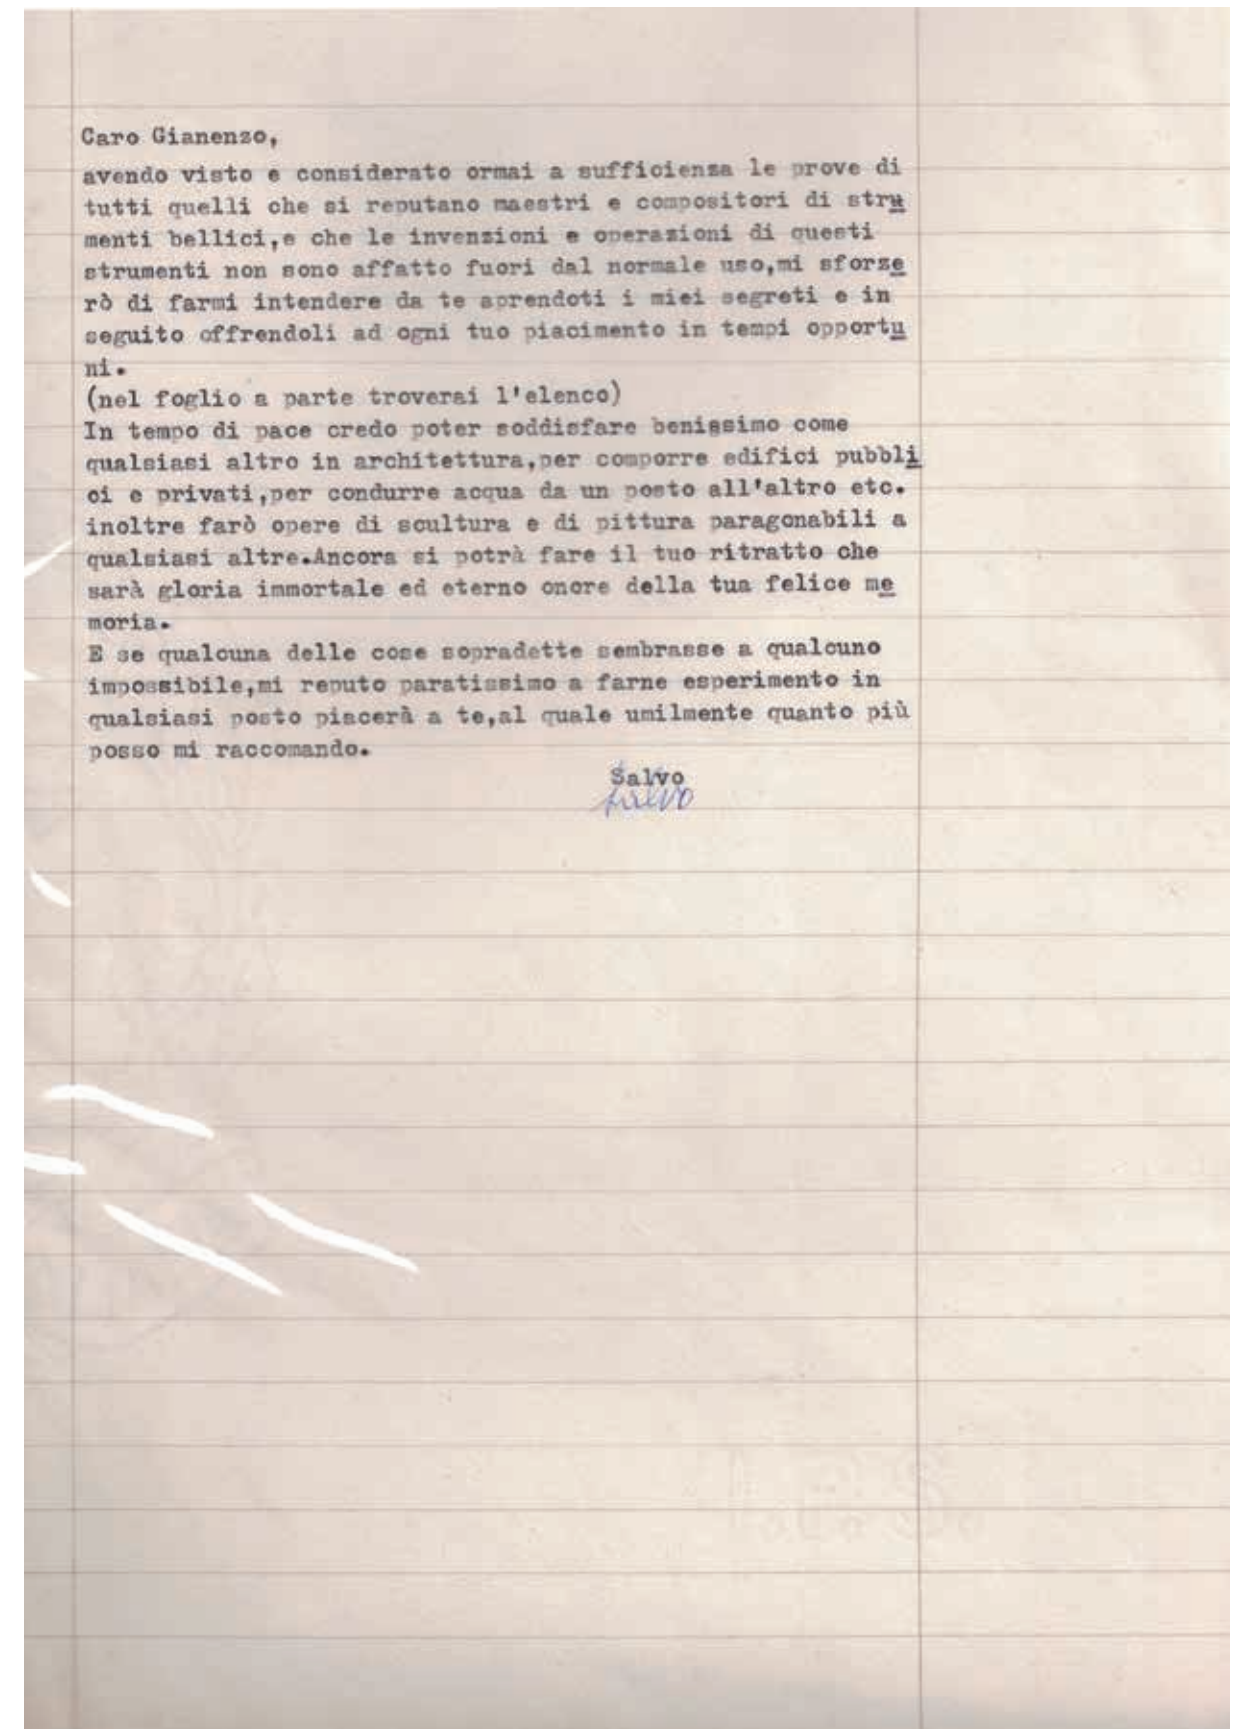 Caro Gianenzo,
avendo visto e considerato ormai a sufficienza le prove di
tutti quelli che si reputano maestri e compositori di stru
menti bellici,e che le invenzioni e operazioni di questi
strumenti non sono affatto fuori dal normale uso,mi sforze
rò di farmi intendere da te aprendoti i miei segreti e in
seguito offrendoli ad ogni tuo piacimento in tempi opportu
ni.
(nel foglio a parte troverai l'elenco)
In tempo di pace credo poter soddisfare benissimo come
qualsiasi altro in architettura,per comporre edifici pubbli
ci e privati,per condurre acqua da un posto all'altro etc.
inoltre farò opere di scultura e di pittura paragonabili a
qualsiasi altre.Ancora si potrà fare il tuo ritratto che
sarà gloria immortale ed eterno onore della tua felice me
moria.
E se qualcuna delle cose sopradette sembrasse a qualcuno
impossibile,mi reputo paratissimo a farne esperimento in
qualsiasi posto piacerà a te,al quale umilmente quanto più
posso mi raccomando.
Salvo
Salvo